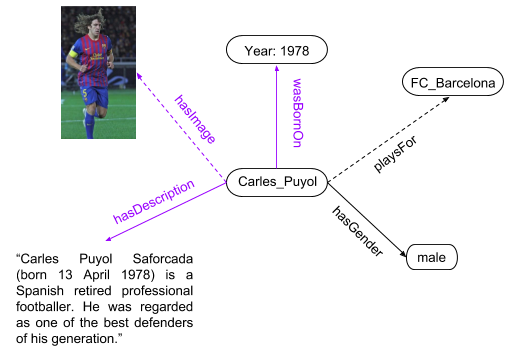 Year: 1978
FC_Barcelona
hasImage
wasBornOn
playsFor
Carles_Puyol
hasDescription
hasGender
male
“Carles Puyol Saforcada
(born 13 April 1978) is a
Spanish retired professional
footballer. He was regarded
as one of the best defenders
of his generation.”